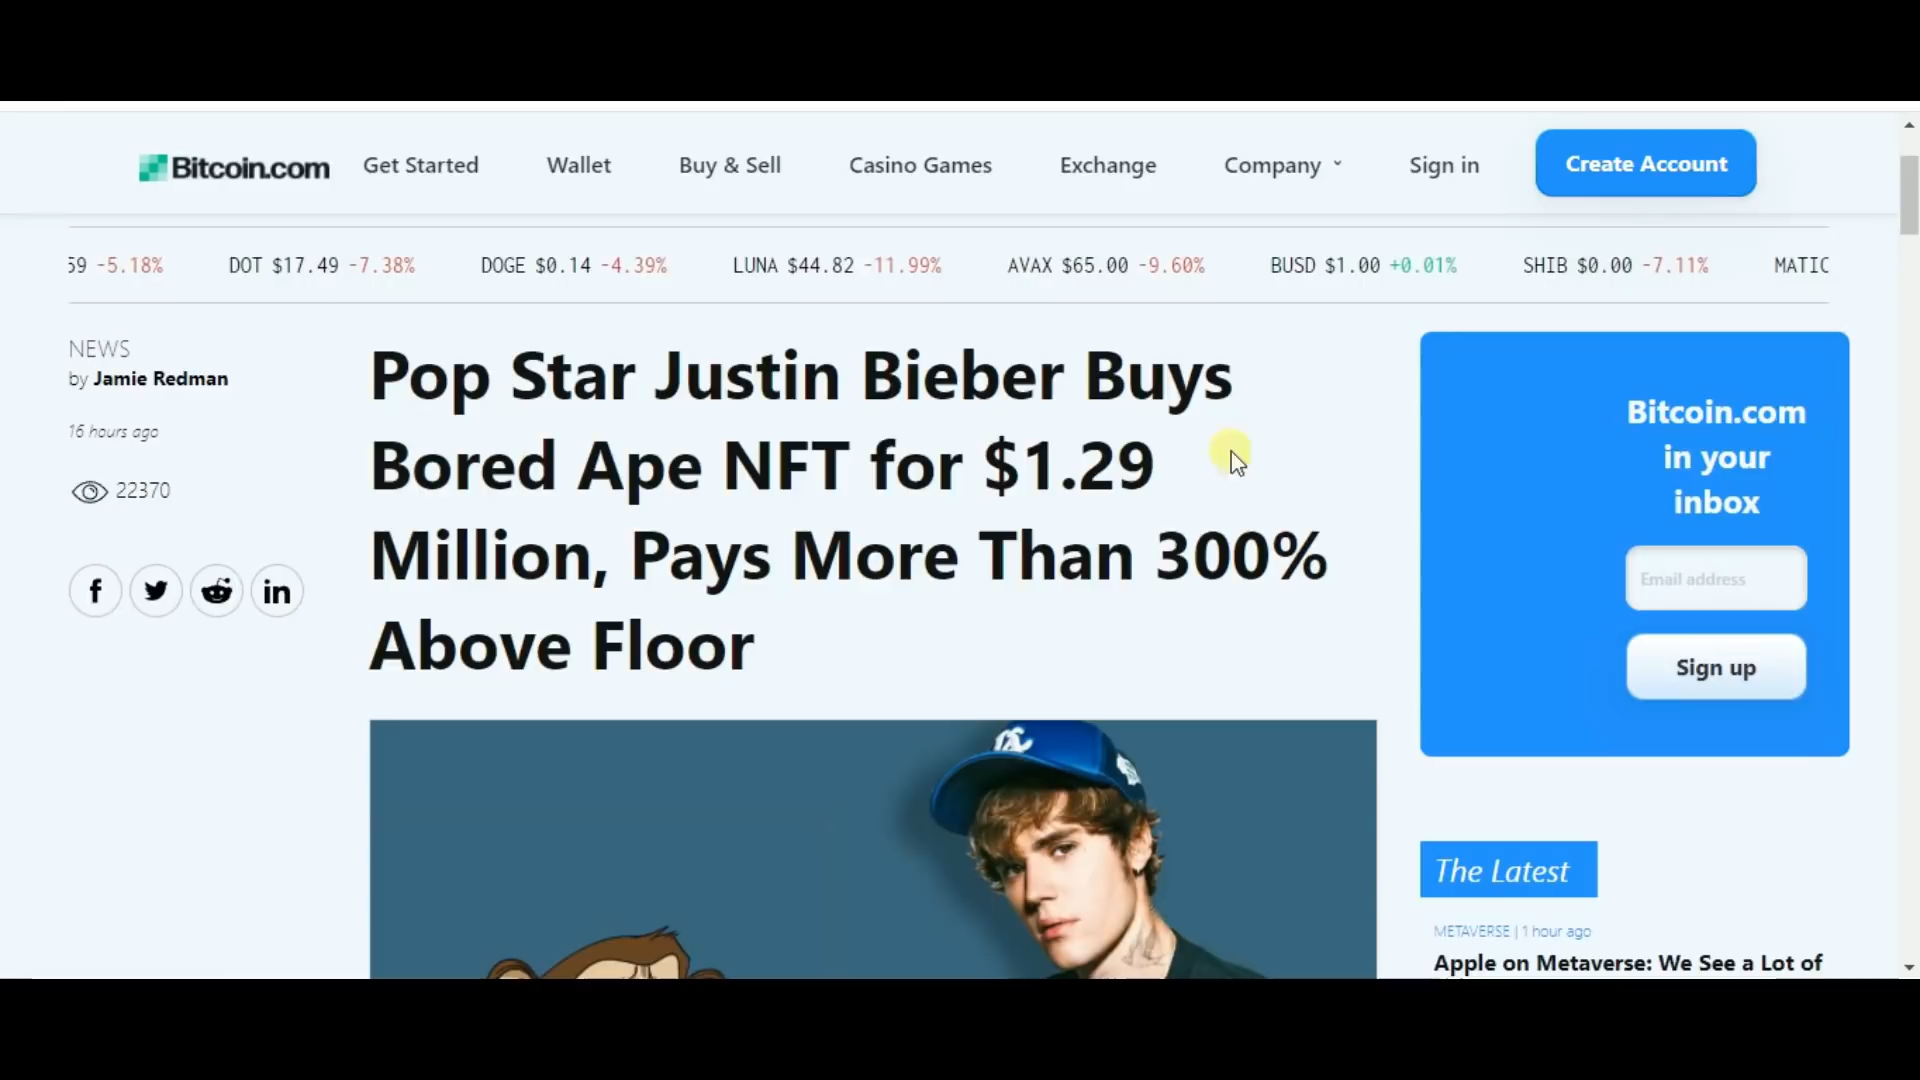 Bitcoin.com Get Started Wallet Buy & Sell Casino Games Exchange Company Sign in Create Account
59 -5.18% DOT $17.49 -7.38% DOGE $0.14 -4.39% LUNA $44.82 -11.99% AVAX $65.00 -9.60% BUSD $1.00 +0.01% SHIB $0.00 -7.11% MATIC
NEWS
by Jamie Redman
16 hours ago
22370
Pop Star Justin Bieber Buys
Bored Ape NFT for $1.29
Million, Pays More Than 300%
Above Floor
Bitcoin.com
in your
inbox
Email address
Sign up
The Latest
METAVERSE | 1 hour ago
Apple on Metaverse: We See a Lot of